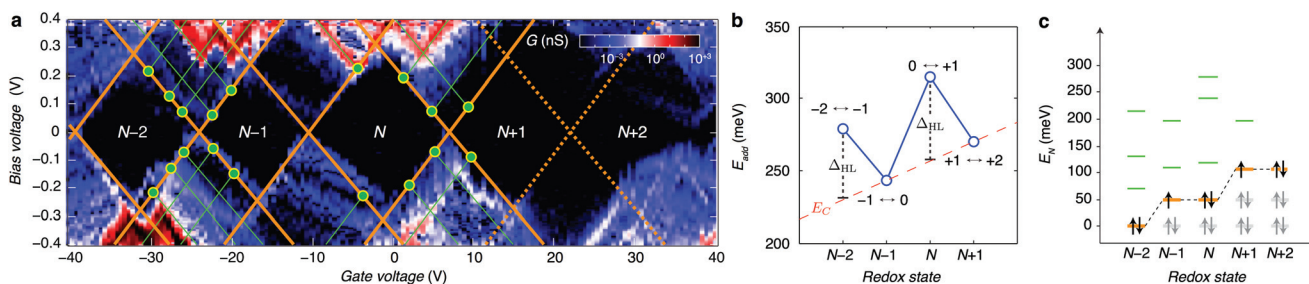 a
Bias voltage (V)
0.4
0.3
0.2
0.1
0
−0.1
−0.2
−0.3
−0.4
G (nS)
10⁻³ 10⁰ 10⁺³
N−2 N−1 N N+1 N+2
−40 −30 −20 −10 0 10 20 30 40
Gate voltage (V)
b
E_add (meV)
350
300
250
200
0 ↔ +1
−2 ↔ −1
Δ_HL
Δ_HL
+1 ↔ +2
−1 ↔ 0
E_C
N−2 N−1 N N+1
Redox state
c
E_N (meV)
300
250
200
150
100
50
0
N−2 N−1 N N+1 N+2
Redox state